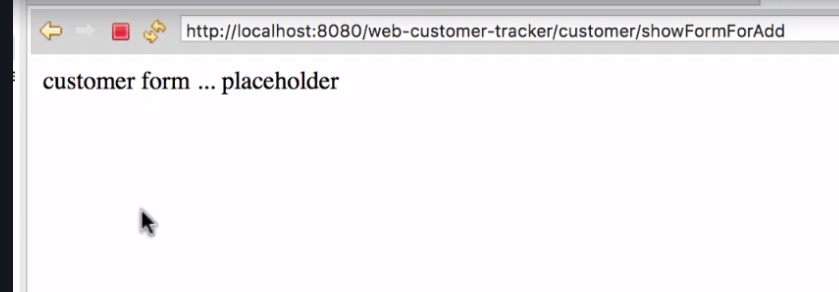 http://localhost:8080/web-customer-tracker/customer/showFormForAdd
customer form ... placeholder